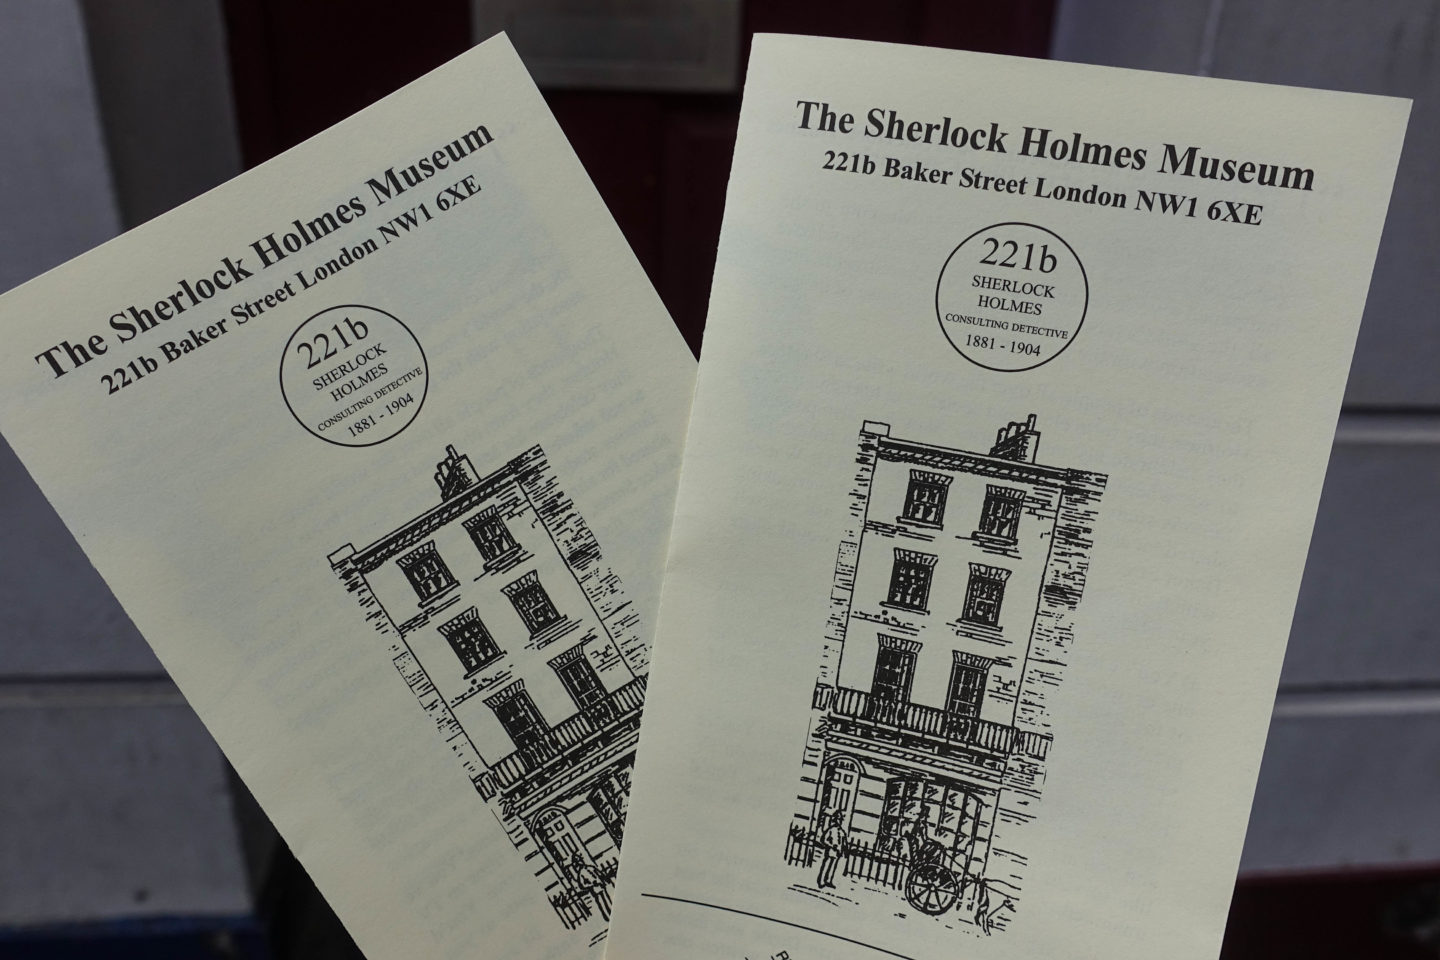 The Sherlock Holmes Museum
221b Baker Street London NW1 6XE
221b
SHERLOCK
HOLMES
CONSULTING DETECTIVE
1881 - 1904
The Sherlock Holmes Museum
221b Baker Street London NW1 6XE
221b
SHERLOCK
HOLMES
CONSULTING DETECTIVE
1881 - 1904